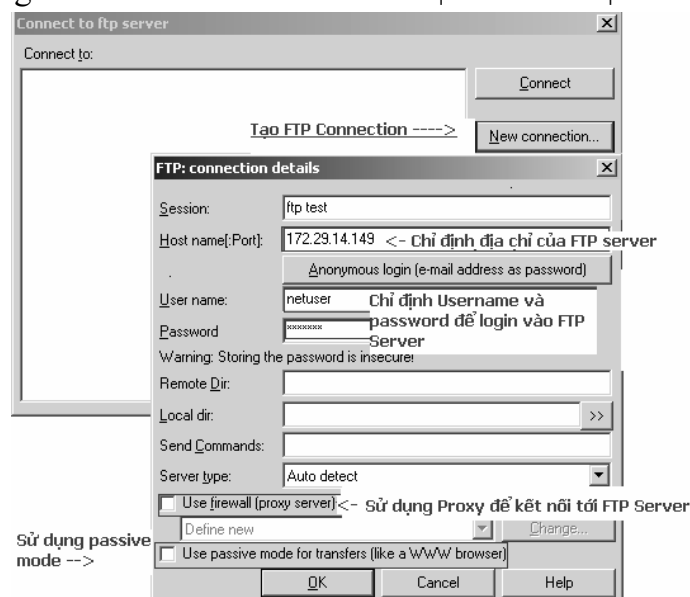 Connect to ftp server
Connect to:
Connect
Tạo FTP Connection ---->
New connection...
FTP: connection details
Session:
ftp test
Host name[:Port]:
172.29.14.149
<- Chỉ định địa chỉ của FTP server
Anonymous login (e-mail address as password)
User name:
netuser
Chỉ định Username và
password để login vào FTP
Server
Password
xxxxxxx
Warning: Storing the password is insecure!
Remote Dir:
Local dir:
>>
Send Commands:
Server type:
Auto detect
Use firewall (proxy server)
<- Sử dụng Proxy để kết nối tới FTP Server
Define new
Change...
Sử dụng passive
mode -->
Use passive mode for transfers (like a WWW browser)
OK
Cancel
Help